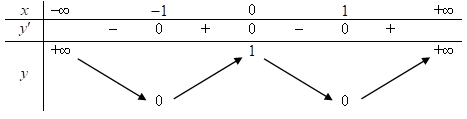 x −∞ −1 0 1 +∞
y' − 0 + 0 − 0 +
+∞ 1 +∞
y
0 0